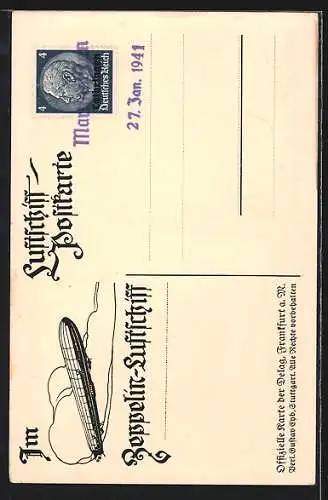 Im
Zeppelin-Luftschiff
Luftschiff-
Postkarte
4
4
Deutsches Reich
27. Jan. 1941
Offizielle Karte der Delag, Frankfurt a. M.
Verl. Gustav Eyb, Stuttgart. Alle Rechte vorbehalten